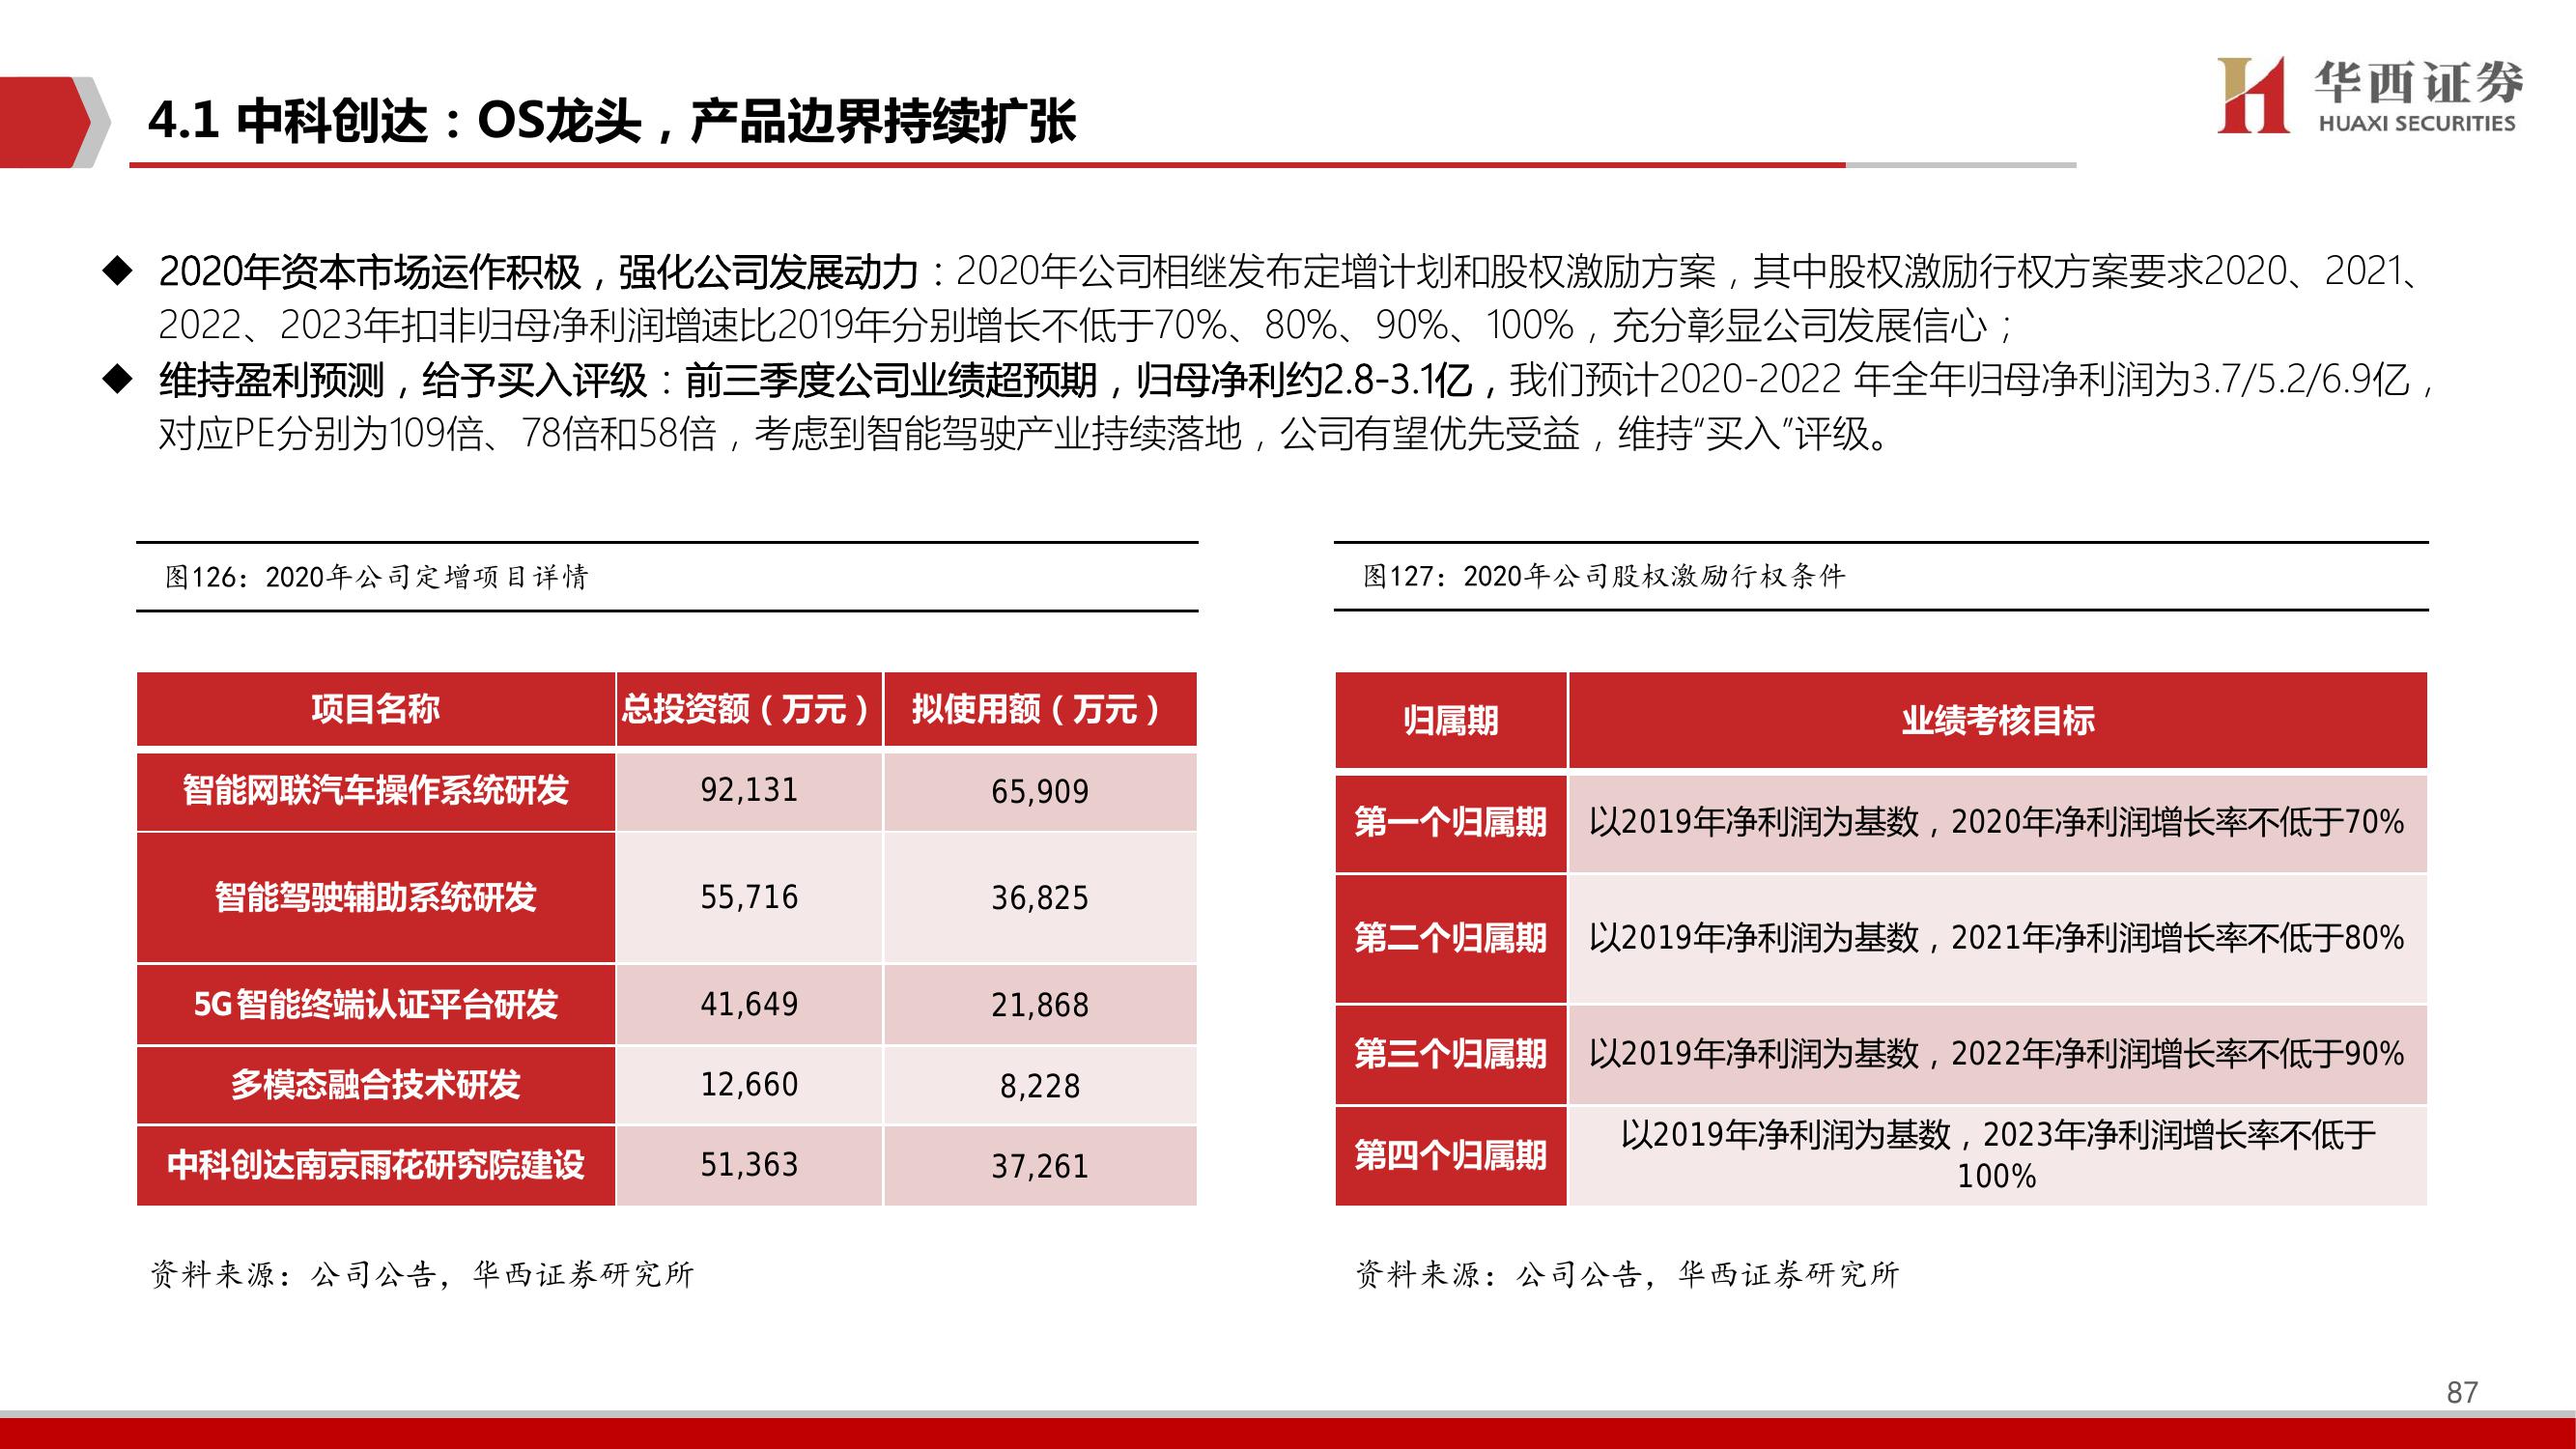 4.1 中科创达：OS龙头，产品边界持续扩张
华西证券
HUAXI SECURITIES
◆ 2020年资本市场运作积极，强化公司发展动力：2020年公司相继发布定增计划和股权激励方案，其中股权激励行权方案要求2020、2021、
2022、2023年扣非归母净利润增速比2019年分别增长不低于70%、80%、90%、100%，充分彰显公司发展信心；
◆ 维持盈利预测，给予买入评级：前三季度公司业绩超预期，归母净利约2.8-3.1亿，我们预计2020-2022 年全年归母净利润为3.7/5.2/6.9亿，
对应PE分别为109倍、78倍和58倍，考虑到智能驾驶产业持续落地，公司有望优先受益，维持“买入”评级。
图126：2020年公司定增项目详情
项目名称 总投资额（万元） 拟使用额（万元）
智能网联汽车操作系统研发 92,131 65,909
智能驾驶辅助系统研发 55,716 36,825
5G智能终端认证平台研发 41,649 21,868
多模态融合技术研发 12,660 8,228
中科创达南京雨花研究院建设 51,363 37,261
资料来源：公司公告，华西证券研究所
图127：2020年公司股权激励行权条件
归属期 业绩考核目标
第一个归属期 以2019年净利润为基数，2020年净利润增长率不低于70%
第二个归属期 以2019年净利润为基数，2021年净利润增长率不低于80%
第三个归属期 以2019年净利润为基数，2022年净利润增长率不低于90%
第四个归属期 以2019年净利润为基数，2023年净利润增长率不低于
100%
资料来源：公司公告，华西证券研究所
87